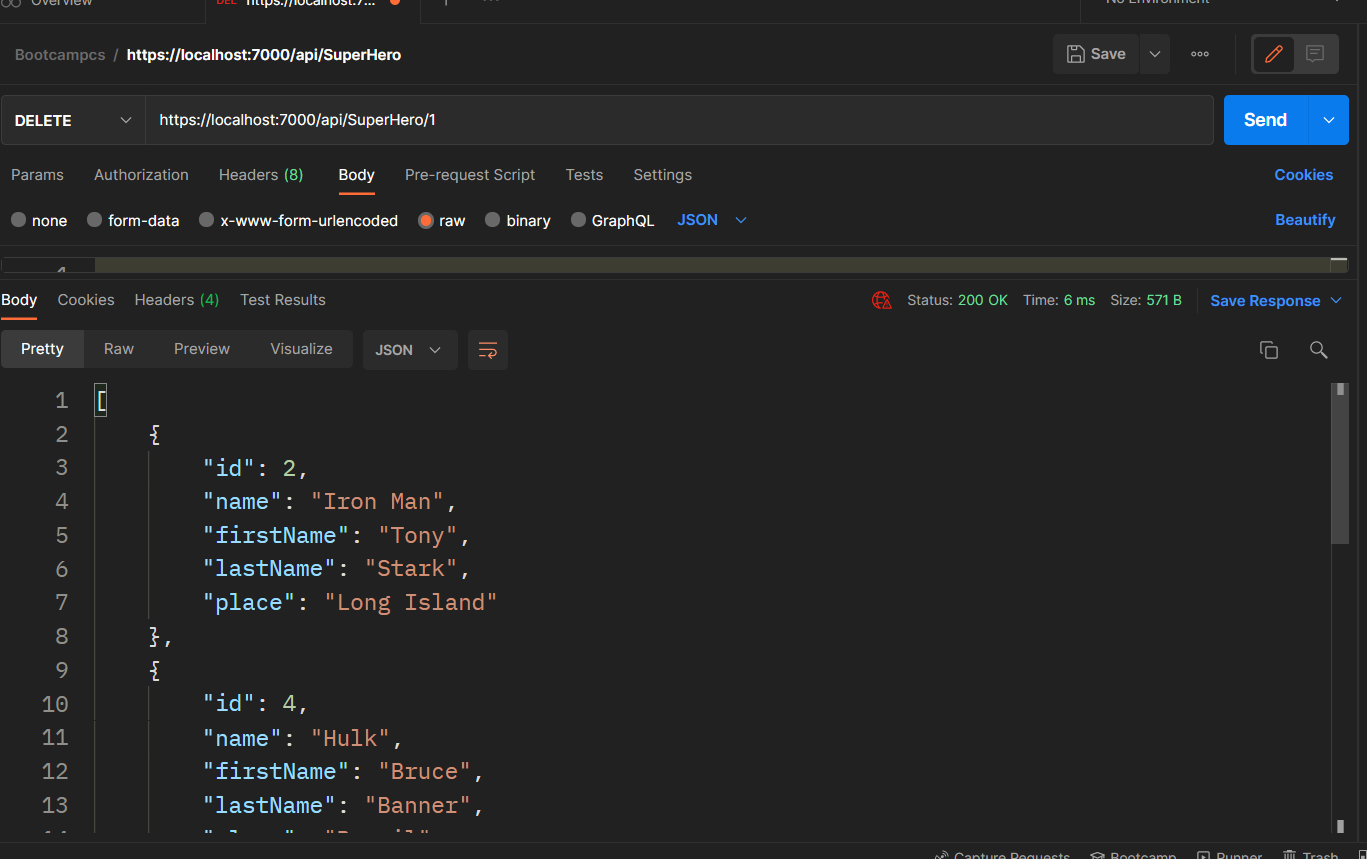 Overview DEL https://localhost:7... No Environment
Bootcampcs / https://localhost:7000/api/SuperHero Save
DELETE https://localhost:7000/api/SuperHero/1 Send
Params Authorization Headers (8) Body Pre-request Script Tests Settings Cookies
none form-data x-www-form-urlencoded raw binary GraphQL JSON Beautify
Body Cookies Headers (4) Test Results Status: 200 OK Time: 6 ms Size: 571 B Save Response
Pretty Raw Preview Visualize JSON
1 [
2 {
3 "id": 2,
4 "name": "Iron Man",
5 "firstName": "Tony",
6 "lastName": "Stark",
7 "place": "Long Island"
8 },
9 {
10 "id": 4,
11 "name": "Hulk",
12 "firstName": "Bruce",
13 "lastName": "Banner",
Capture Requests Bootcamp Runner Trash